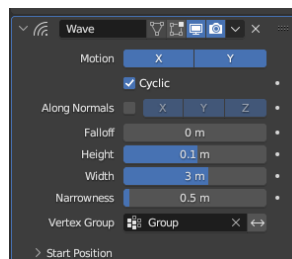 Wave
Motion X Y
Cyclic
Along Normals X Y Z
Falloff 0 m
Height 0.1 m
Width 3 m
Narrowness 0.5 m
Vertex Group Group
Start Position